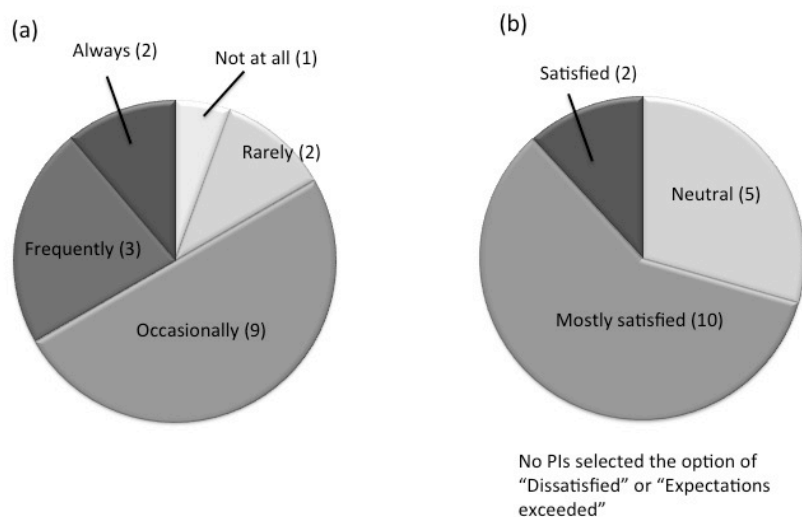 (a)
Always (2)
Not at all (1)
Rarely (2)
Frequently (3)
Occasionally (9)
(b)
Satisfied (2)
Neutral (5)
Mostly satisfied (10)
No PIs selected the option of
“Dissatisfied” or “Expectations
exceeded”